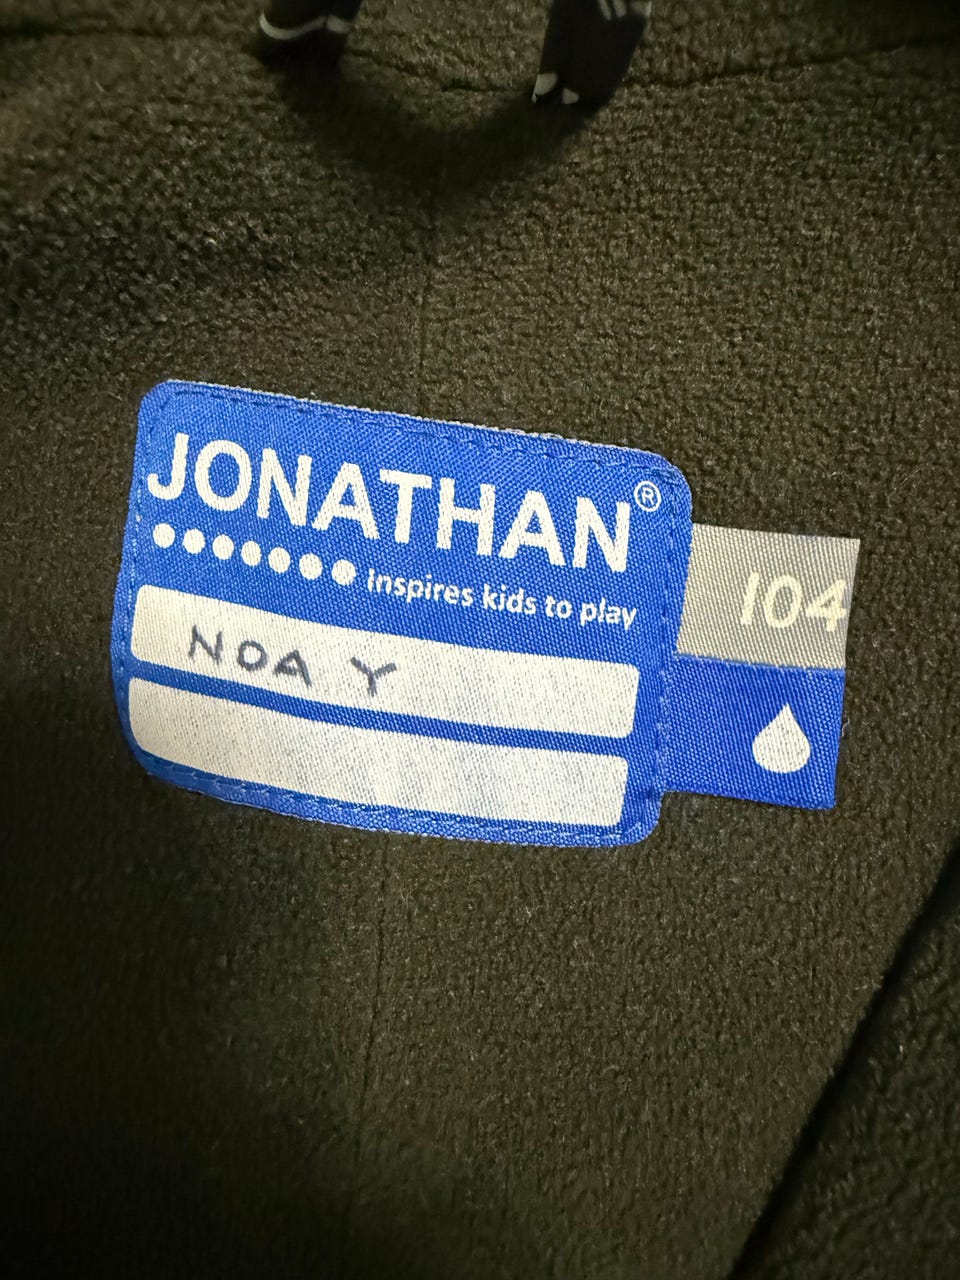 JONATHAN®
Inspires kids to play
NOA Y
104